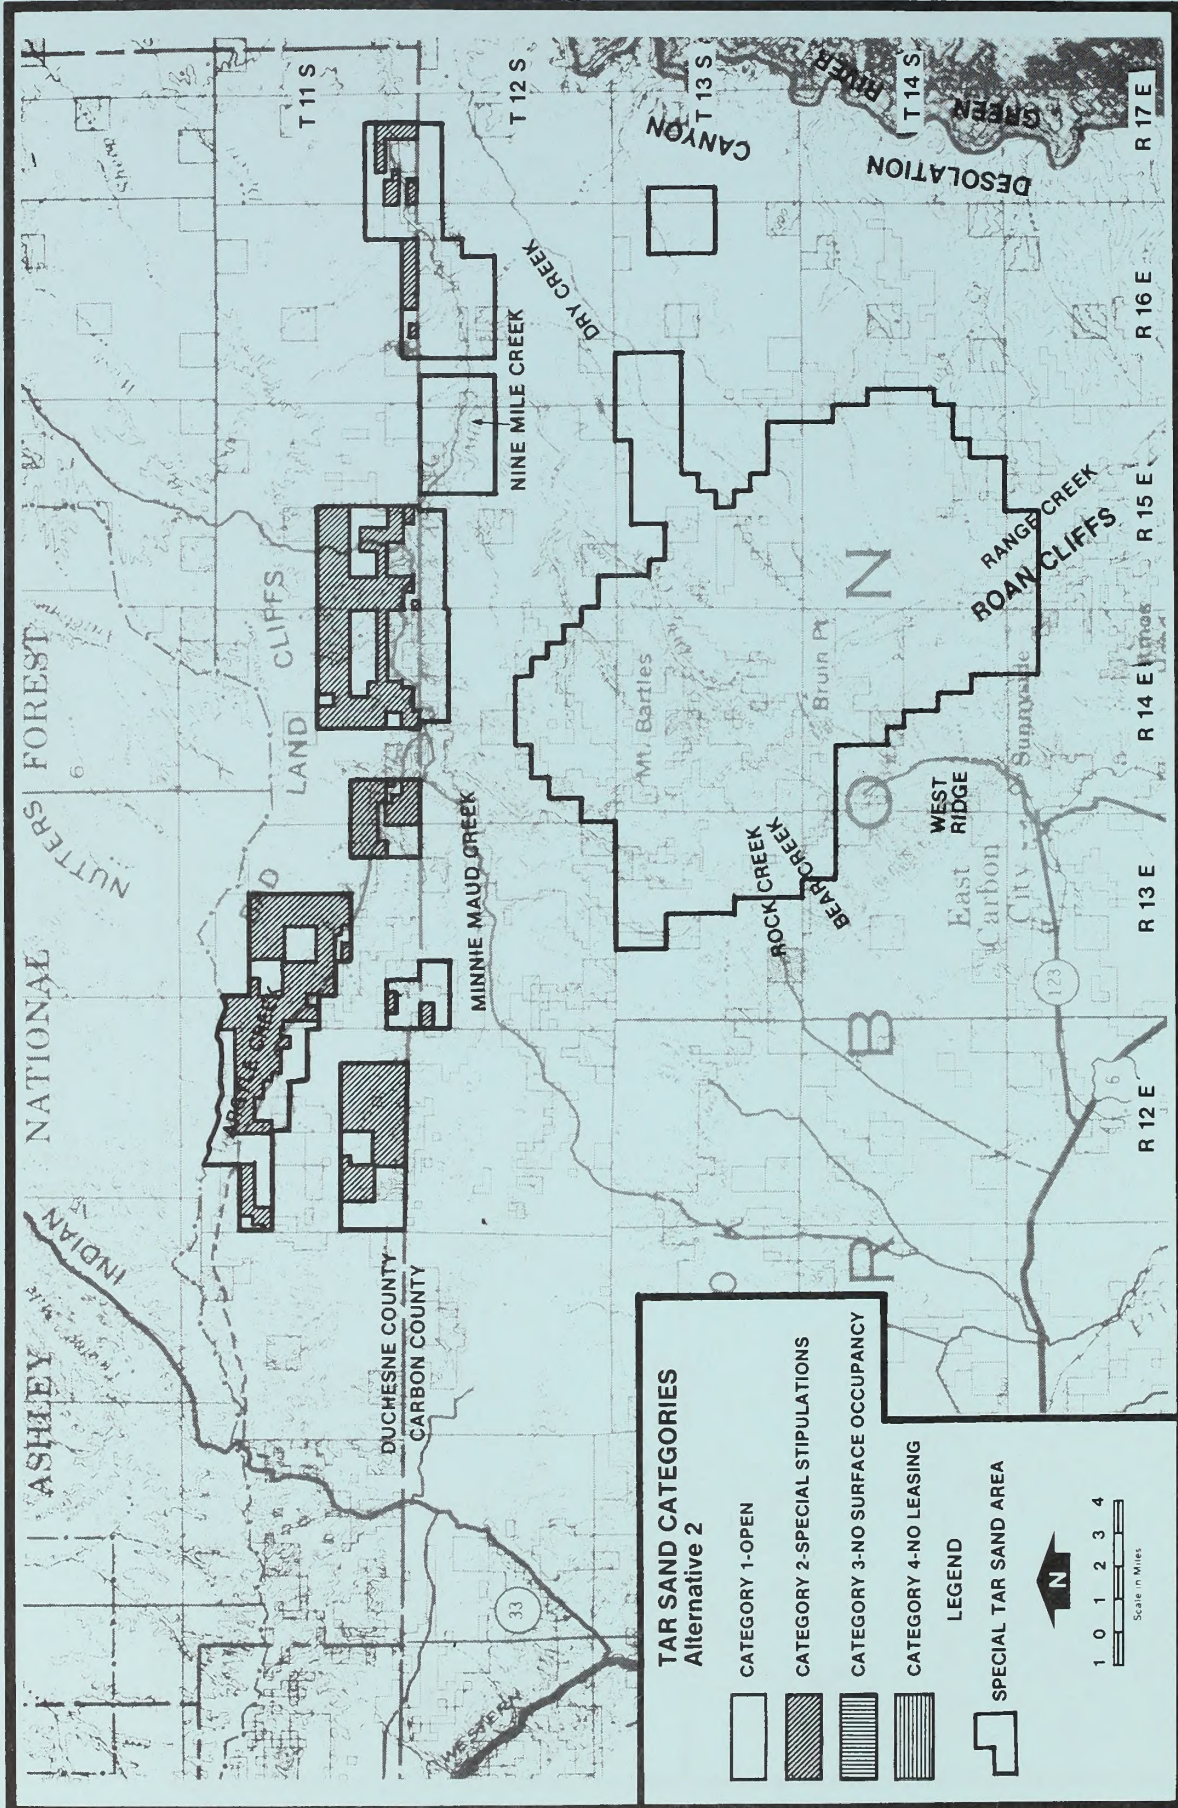 ASHLEY
NATIONAL
FOREST
NUTTERS
INDIAN
LAND
CLIFFS
T 11 S
T 12 S
T 13 S
T 14 S
ARGYLE CREEK
DUCHESNE COUNTY
CARBON COUNTY
MINNIE MAUD CREEK
NINE MILE CREEK
DRY CREEK
DESOLATION
CANYON
GREEN
RIVER
Mt. Bartles
Bruin Pt
ROCK CREEK
BEAR CREEK
WEST
RIDGE
RANGE CREEK
ROAN CLIFFS
East
Carbon
City
Sunnyside
R
B
O
N
33
123
6
WESTERN
R 12 E
R 13 E
R 14 E
R 15 E
R 16 E
R 17 E
TAR SAND CATEGORIES
Alternative 2
CATEGORY 1-OPEN
CATEGORY 2-SPECIAL STIPULATIONS
CATEGORY 3-NO SURFACE OCCUPANCY
CATEGORY 4-NO LEASING
LEGEND
SPECIAL TAR SAND AREA
N
1 0 1 2 3 4
Scale in Miles